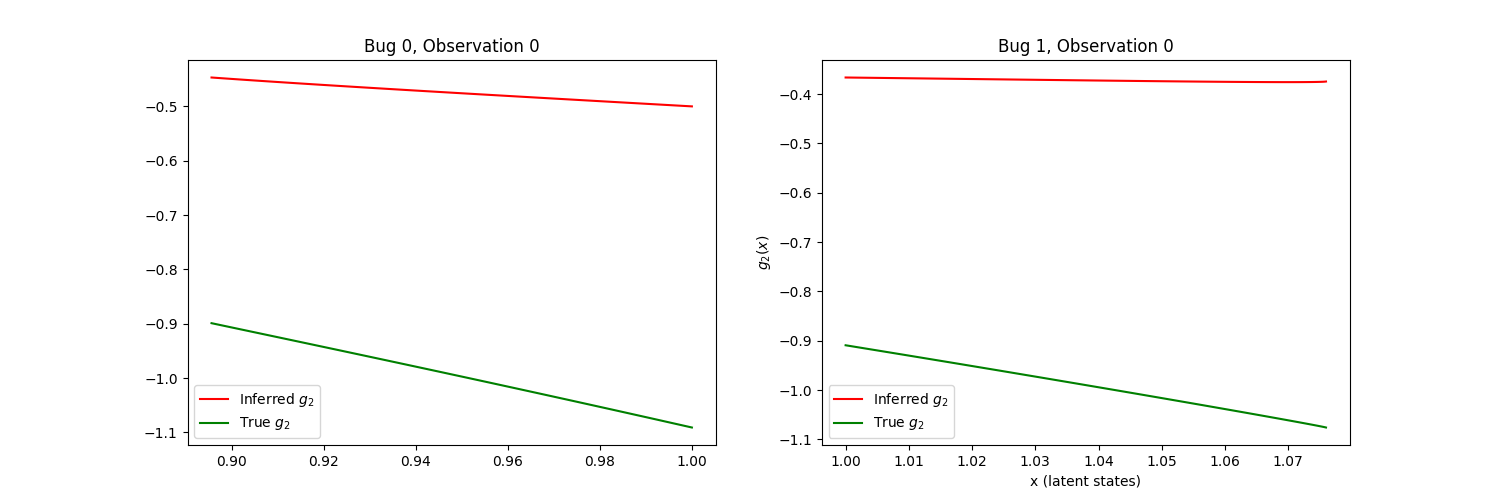 Bug 0, Observation 0
−0.5
−0.6
−0.7
−0.8
−0.9
−1.0
−1.1
Inferred g₂
True g₂
0.90 0.92 0.94 0.96 0.98 1.00
Bug 1, Observation 0
g₂(x)
−0.4
−0.5
−0.6
−0.7
−0.8
−0.9
−1.0
−1.1
Inferred g₂
True g₂
1.00 1.01 1.02 1.03 1.04 1.05 1.06 1.07
x (latent states)